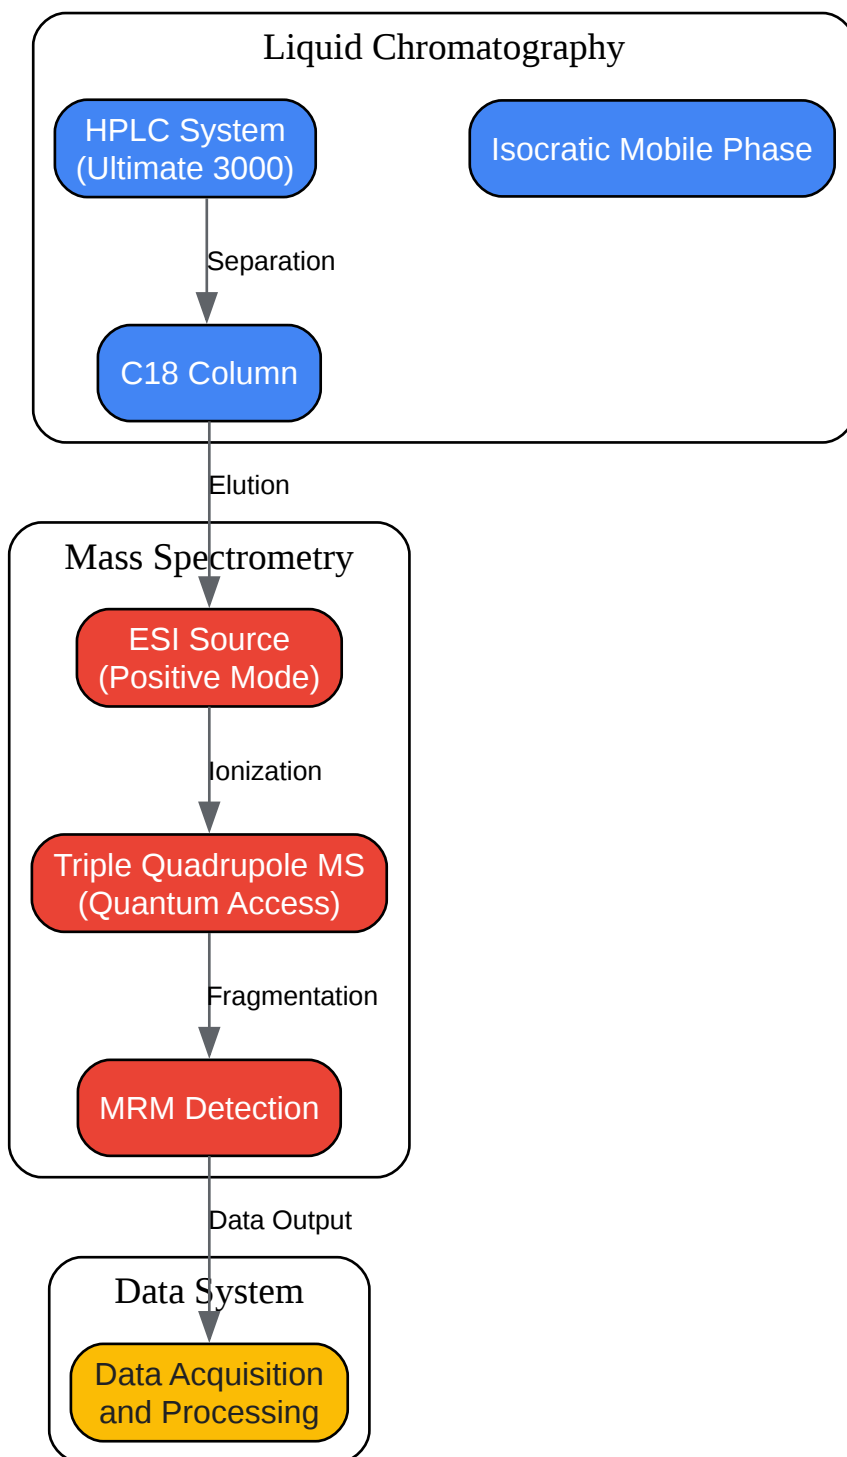 Liquid Chromatography
HPLC System
(Ultimate 3000)
Isocratic Mobile Phase
Separation
C18 Column
Elution
Mass Spectrometry
ESI Source
(Positive Mode)
Ionization
Triple Quadrupole MS
(Quantum Access)
Fragmentation
MRM Detection
Data Output
Data System
Data Acquisition
and Processing